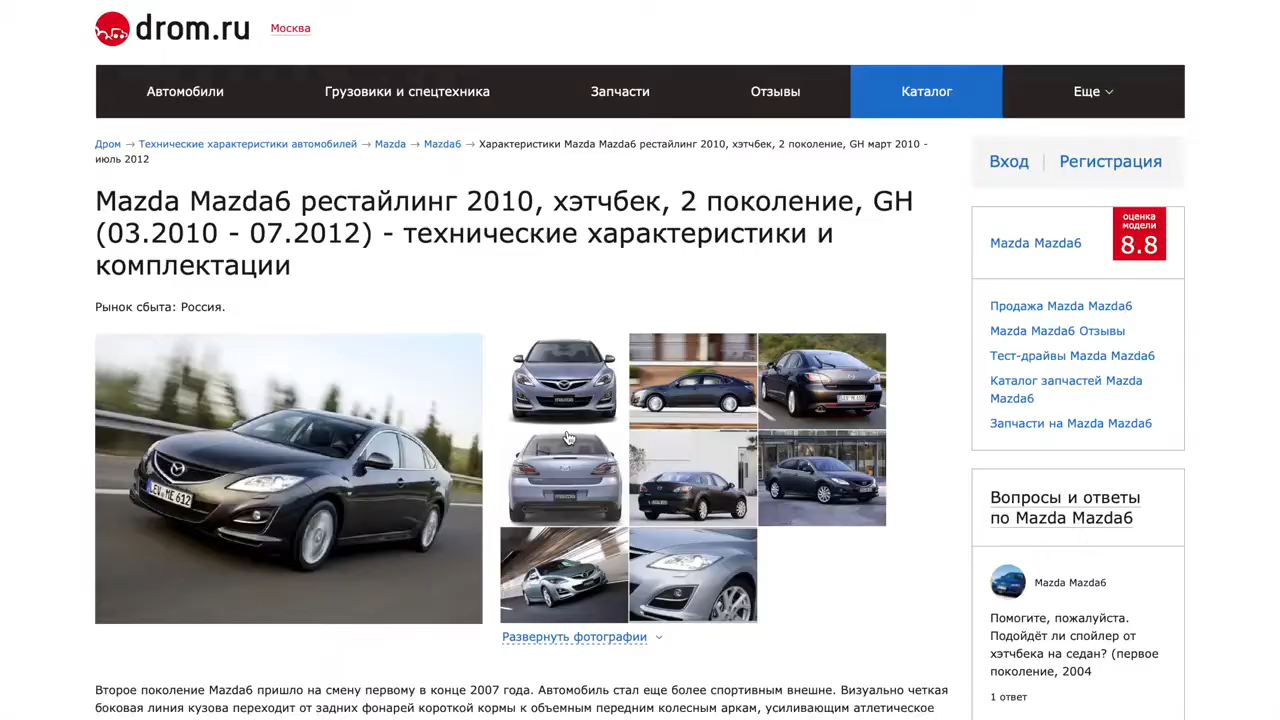 drom.ru
Москва
Автомобили
Грузовики и спецтехника
Запчасти
Отзывы
Каталог
Еще
Дром → Технические характеристики автомобилей → Mazda → Mazda6 → Характеристики Mazda Mazda6 рестайлинг 2010, хэтчбек, 2 поколение, GH март 2010 -
июль 2012
Mazda Mazda6 рестайлинг 2010, хэтчбек, 2 поколение, GH
(03.2010 - 07.2012) - технические характеристики и
комплектации
Рынок сбыта: Россия.
LEV ME 612
Развернуть фотографии
Второе поколение Mazda6 пришло на смену первому в конце 2007 года. Автомобиль стал еще более спортивным внешне. Визуально четкая
боковая линия кузова переходит от задних фонарей короткой кормы к объемным передним колесным аркам, усиливающим атлетическое
Вход | Регистрация
Mazda Mazda6
оценка
модели
8.8
Продажа Mazda Mazda6
Mazda Mazda6 Отзывы
Тест-драйвы Mazda Mazda6
Каталог запчастей Mazda
Mazda6
Запчасти на Mazda Mazda6
Вопросы и ответы
по Mazda Mazda6
Mazda Mazda6
Помогите, пожалуйста.
Подойдёт ли спойлер от
хэтчбека на седан? (первое
поколение, 2004
1 ответ